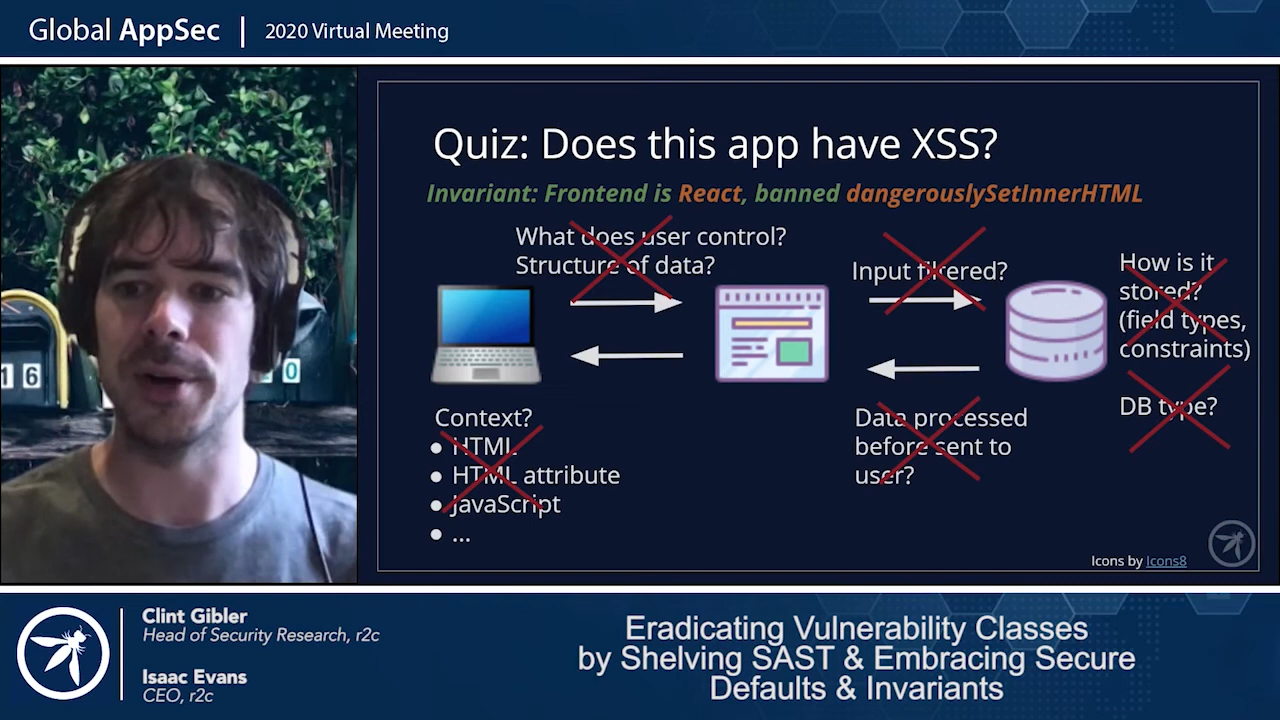 Global AppSec | 2020 Virtual Meeting
Quiz: Does this app have XSS?
Invariant: Frontend is React, banned dangerouslySetInnerHTML
What does user control?
Structure of data?
Input filtered?
How is it
stored?
(field types,
constraints)
DB type?
Context?
● HTML
● HTML attribute
● JavaScript
● ...
Data processed
before sent to
user?
16
0
Icons by Icons8
Clint Gibler
Head of Security Research, r2c
Isaac Evans
CEO, r2c
Eradicating Vulnerability Classes
by Shelving SAST & Embracing Secure
Defaults & Invariants